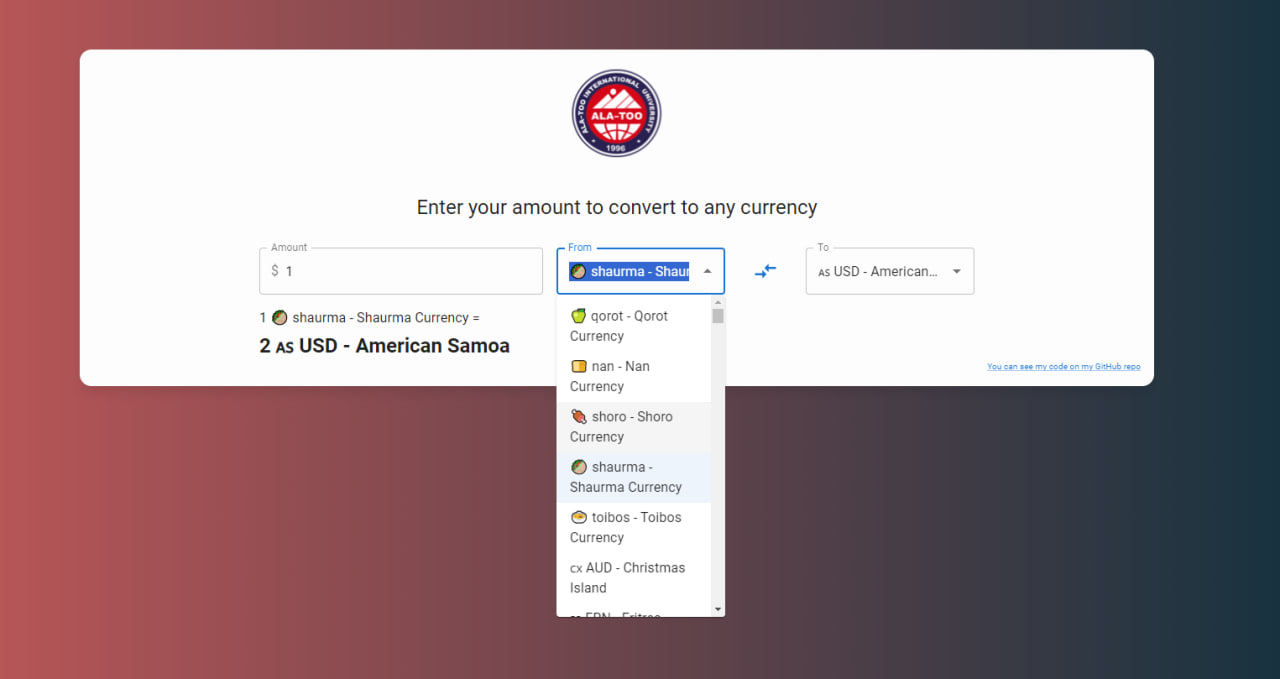 ALA-TOO INTERNATIONAL UNIVERSITY
ALA-TOO
1996
Enter your amount to convert to any currency
Amount
$ 1
From
shaurma - Shaur
To
AS USD - American...
1 shaurma - Shaurma Currency =
2 AS USD - American Samoa
qorot - Qorot
Currency
nan - Nan
Currency
shoro - Shoro
Currency
shaurma -
Shaurma Currency
toibos - Toibos
Currency
CX AUD - Christmas
Island
ERN - Eritrea
You can see my code on my GitHub repo